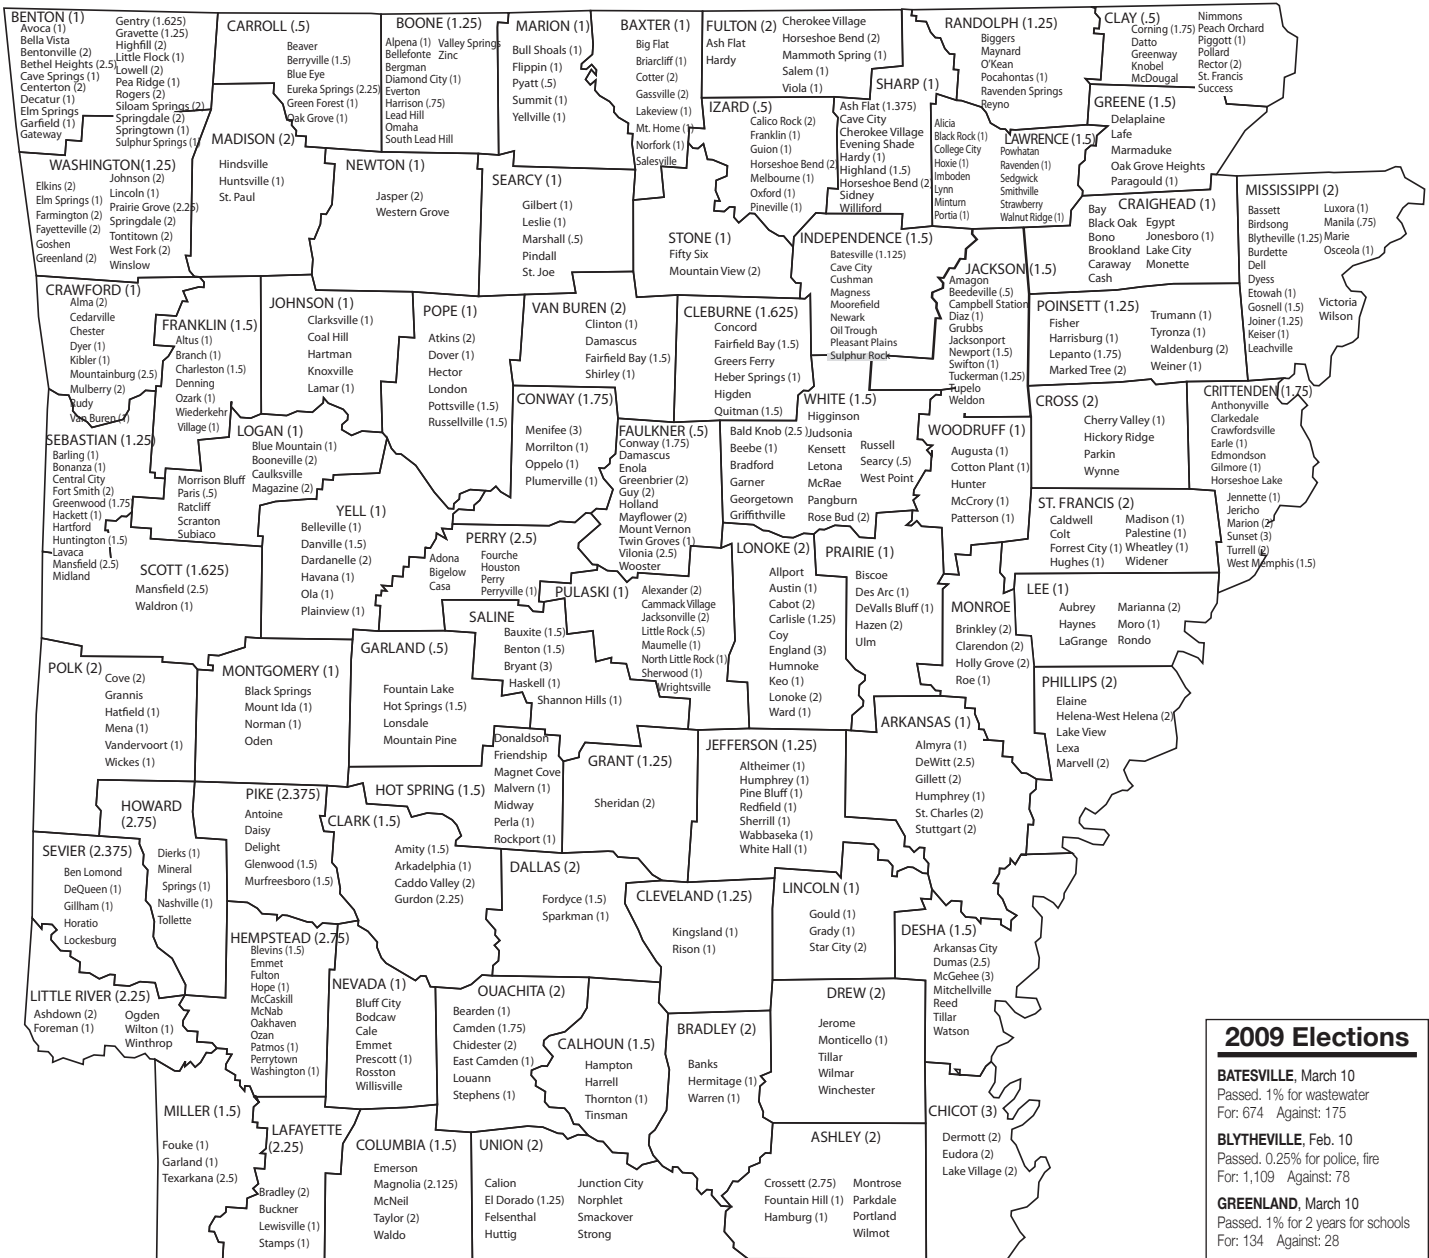 BENTON (1)
Avoca (1)
Bella Vista
Bentonville (2)
Bethel Heights (2.5)
Cave Springs (1)
Centerton (2)
Decatur (1)
Elm Springs
Garfield (1)
Gateway
Gentry (1.625)
Gravette (1.25)
Highfill (2)
Little Flock (1)
Lowell (2)
Pea Ridge (1)
Rogers (2)
Siloam Springs (2)
Springdale (2)
Springtown (1)
Sulphur Springs (1)
CARROLL (.5)
Beaver
Berryville (1.5)
Blue Eye
Eureka Springs (2.25)
Green Forest (1)
Oak Grove (1)
BOONE (1.25)
Alpena (1)
Bellefonte
Bergman
Diamond City (1)
Everton
Harrison (.75)
Lead Hill
Omaha
South Lead Hill
Valley Springs
Zinc
MARION (1)
Bull Shoals (1)
Flippin (1)
Pyatt (.5)
Summit (1)
Yellville (1)
BAXTER (1)
Big Flat
Briarcliff (1)
Cotter (2)
Gassville (2)
Lakeview (1)
Mt. Home (1)
Norfork (1)
Salesville
FULTON (2)
Ash Flat
Hardy
Cherokee Village
Horseshoe Bend (2)
Mammoth Spring (1)
Salem (1)
Viola (1)
RANDOLPH (1.25)
Biggers
Maynard
O'Kean
Pocahontas (1)
Ravenden Springs
Reyno
CLAY (.5)
Corning (1.75)
Datto
Greenway
Knobel
McDougal
Nimmons
Peach Orchard
Piggott (1)
Pollard
Rector (2)
St. Francis
Success
SHARP (1)
Ash Flat (1.375)
Cave City
Cherokee Village
Evening Shade
Hardy (1)
Highland (1.5)
Horseshoe Bend (2)
Sidney
Williford
IZARD (.5)
Calico Rock (2)
Franklin (1)
Guion (1)
Horseshoe Bend (2)
Melbourne (1)
Oxford (1)
Pineville (1)
LAWRENCE (1.5)
Alicia
Black Rock (1)
College City
Hoxie (1)
Imboden
Lynn
Minturn
Portia (1)
Powhatan
Ravenden (1)
Sedgwick
Smithville
Strawberry
Walnut Ridge (1)
GREENE (1.5)
Delaplaine
Lafe
Marmaduke
Oak Grove Heights
Paragould (1)
WASHINGTON(1.25)
Elkins (2)
Elm Springs (1)
Farmington (2)
Fayetteville (2)
Goshen
Greenland (2)
Johnson (2)
Lincoln (1)
Prairie Grove (2.25)
Springdale (2)
Tontitown (2)
West Fork (2)
Winslow
MADISON (2)
Hindsville
Huntsville (1)
St. Paul
NEWTON (1)
Jasper (2)
Western Grove
SEARCY (1)
Gilbert (1)
Leslie (1)
Marshall (.5)
Pindall
St. Joe
STONE (1)
Fifty Six
Mountain View (2)
INDEPENDENCE (1.5)
Batesville (1.125)
Cave City
Cushman
Magness
Moorefield
Newark
Oil Trough
Pleasant Plains
Sulphur Rock
JACKSON (1.5)
Amagon
Beedeville (.5)
Campbell Station
Diaz (1)
Grubbs
Jacksonport
Newport (1.5)
Swifton (1)
Tuckerman (1.25)
Tupelo
Weldon
CRAIGHEAD (1)
Bay
Black Oak
Bono
Brookland
Caraway
Cash
Egypt
Jonesboro (1)
Lake City
Monette
MISSISSIPPI (2)
Bassett
Birdsong
Blytheville (1.25)
Burdette
Dell
Dyess
Etowah (1)
Gosnell (1.5)
Joiner (1.25)
Keiser (1)
Leachville
Luxora (1)
Manila (.75)
Marie
Osceola (1)
Victoria
Wilson
CRAWFORD (1)
Alma (2)
Cedarville
Chester
Dyer (1)
Kibler (1)
Mountainburg (2.5)
Mulberry (2)
Rudy
Van Buren (1)
FRANKLIN (1.5)
Altus (1)
Branch (1)
Charleston (1.5)
Denning
Ozark (1)
Wiederkehr
Village (1)
JOHNSON (1)
Clarksville (1)
Coal Hill
Hartman
Knoxville
Lamar (1)
POPE (1)
Atkins (2)
Dover (1)
Hector
London
Pottsville (1.5)
Russellville (1.5)
VAN BUREN (2)
Clinton (1)
Damascus
Fairfield Bay (1.5)
Shirley (1)
CLEBURNE (1.625)
Concord
Fairfield Bay (1.5)
Greers Ferry
Heber Springs (1)
Higden
Quitman (1.5)
POINSETT (1.25)
Fisher
Harrisburg (1)
Lepanto (1.75)
Marked Tree (2)
Trumann (1)
Tyronza (1)
Waldenburg (2)
Weiner (1)
CRITTENDEN (1.75)
Anthonyville
Clarkedale
Crawfordsville
Earle (1)
Edmondson
Gilmore (1)
Horseshoe Lake
Jennette (1)
Jericho
Marion (2)
Sunset (3)
Turrell (2)
West Memphis (1.5)
CROSS (2)
Cherry Valley (1)
Hickory Ridge
Parkin
Wynne
SEBASTIAN (1.25)
Barling (1)
Bonanza (1)
Central City
Fort Smith (2)
Greenwood (1.75)
Hackett (1)
Hartford
Huntington (1.5)
Lavaca
Mansfield (2.5)
Midland
LOGAN (1)
Blue Mountain (1)
Booneville (2)
Caulksville
Magazine (2)
Morrison Bluff
Paris (.5)
Ratcliff
Scranton
Subiaco
CONWAY (1.75)
Menifee (3)
Morrilton (1)
Oppelo (1)
Plumerville (1)
FAULKNER (.5)
Conway (1.75)
Damascus
Enola
Greenbrier (2)
Guy (2)
Holland
Mayflower (2)
Mount Vernon
Twin Groves (1)
Vilonia (2.5)
Wooster
WHITE (1.5)
Bald Knob (2.5)
Beebe (1)
Bradford
Garner
Georgetown
Griffithville
Higginson
Judsonia
Kensett
Letona
McRae
Pangburn
Rose Bud (2)
Russell
Searcy (.5)
West Point
WOODRUFF (1)
Augusta (1)
Cotton Plant (1)
Hunter
McCrory (1)
Patterson (1)
ST. FRANCIS (2)
Caldwell
Colt
Forrest City (1)
Hughes (1)
Madison (1)
Palestine (1)
Wheatley (1)
Widener
YELL (1)
Belleville (1)
Danville (1.5)
Dardanelle (2)
Havana (1)
Ola (1)
Plainview (1)
PERRY (2.5)
Adona
Bigelow
Casa
Fourche
Houston
Perry
Perryville (1)
SCOTT (1.625)
Mansfield (2.5)
Waldron (1)
PULASKI (1)
Alexander (2)
Cammack Village
Jacksonville (2)
Little Rock (.5)
Maumelle (1)
North Little Rock (1)
Sherwood (1)
Wrightsville
LONOKE (2)
Allport
Austin (1)
Cabot (2)
Carlisle (1.25)
Coy
England (3)
Humnoke
Keo (1)
Lonoke (2)
Ward (1)
PRAIRIE (1)
Biscoe
Des Arc (1)
DeValls Bluff (1)
Hazen (2)
Ulm
MONROE
Brinkley (2)
Clarendon (2)
Holly Grove (2)
Roe (1)
LEE (1)
Aubrey
Haynes
LaGrange
Marianna (2)
Moro (1)
Rondo
SALINE
Bauxite (1.5)
Benton (1.5)
Bryant (3)
Haskell (1)
Shannon Hills (1)
GARLAND (.5)
Fountain Lake
Hot Springs (1.5)
Lonsdale
Mountain Pine
POLK (2)
Cove (2)
Grannis
Hatfield (1)
Mena (1)
Vandervoort (1)
Wickes (1)
MONTGOMERY (1)
Black Springs
Mount Ida (1)
Norman (1)
Oden
PHILLIPS (2)
Elaine
Helena-West Helena (2)
Lake View
Lexa
Marvell (2)
ARKANSAS (1)
Almyra (1)
DeWitt (2.5)
Gillett (2)
Humphrey (1)
St. Charles (2)
Stuttgart (2)
JEFFERSON (1.25)
Altheimer (1)
Humphrey (1)
Pine Bluff (1)
Redfield (1)
Sherrill (1)
Wabbaseka (1)
White Hall (1)
GRANT (1.25)
Sheridan (2)
HOT SPRING (1.5)
Donaldson
Friendship
Magnet Cove
Malvern (1)
Midway
Perla (1)
Rockport (1)
HOWARD
(2.75)
Dierks (1)
Mineral
Springs (1)
Nashville (1)
Tollette
PIKE (2.375)
Antoine
Daisy
Delight
Glenwood (1.5)
Murfreesboro (1.5)
CLARK (1.5)
Amity (1.5)
Arkadelphia (1)
Caddo Valley (2)
Gurdon (2.25)
SEVIER (2.375)
Ben Lomond
DeQueen (1)
Gillham (1)
Horatio
Lockesburg
DALLAS (2)
Fordyce (1.5)
Sparkman (1)
CLEVELAND (1.25)
Kingsland (1)
Rison (1)
LINCOLN (1)
Gould (1)
Grady (1)
Star City (2)
DESHA (1.5)
Arkansas City
Dumas (2.5)
McGehee (3)
Mitchellville
Reed
Tillar
Watson
HEMPSTEAD (2.75)
Blevins (1.5)
Emmet
Fulton
Hope (1)
McCaskill
McNab
Oakhaven
Ozan
Patmos (1)
Perrytown
Washington (1)
NEVADA (1)
Bluff City
Bodcaw
Cale
Emmet
Prescott (1)
Rosston
Willisville
OUACHITA (2)
Bearden (1)
Camden (1.75)
Chidester (2)
East Camden (1)
Louann
Stephens (1)
CALHOUN (1.5)
Hampton
Harrell
Thornton (1)
Tinsman
BRADLEY (2)
Banks
Hermitage (1)
Warren (1)
DREW (2)
Jerome
Monticello (1)
Tillar
Wilmar
Winchester
LITTLE RIVER (2.25)
Ashdown (2)
Foreman (1)
Ogden
Wilton (1)
Winthrop
MILLER (1.5)
Fouke (1)
Garland (1)
Texarkana (2.5)
LAFAYETTE
(2.25)
Bradley (2)
Buckner
Lewisville (1)
Stamps (1)
COLUMBIA (1.5)
Emerson
Magnolia (2.125)
McNeil
Taylor (2)
Waldo
UNION (2)
Calion
El Dorado (1.25)
Felsenthal
Huttig
Junction City
Norphlet
Smackover
Strong
ASHLEY (2)
Crossett (2.75)
Fountain Hill (1)
Hamburg (1)
Montrose
Parkdale
Portland
Wilmot
CHICOT (3)
Dermott (2)
Eudora (2)
Lake Village (2)
2009 Elections
BATESVILLE, March 10
Passed. 1% for wastewater
For: 674 Against: 175
BLYTHEVILLE, Feb. 10
Passed. 0.25% for police, fire
For: 1,109 Against: 78
GREENLAND, March 10
Passed. 1% for 2 years for schools
For: 134 Against: 28